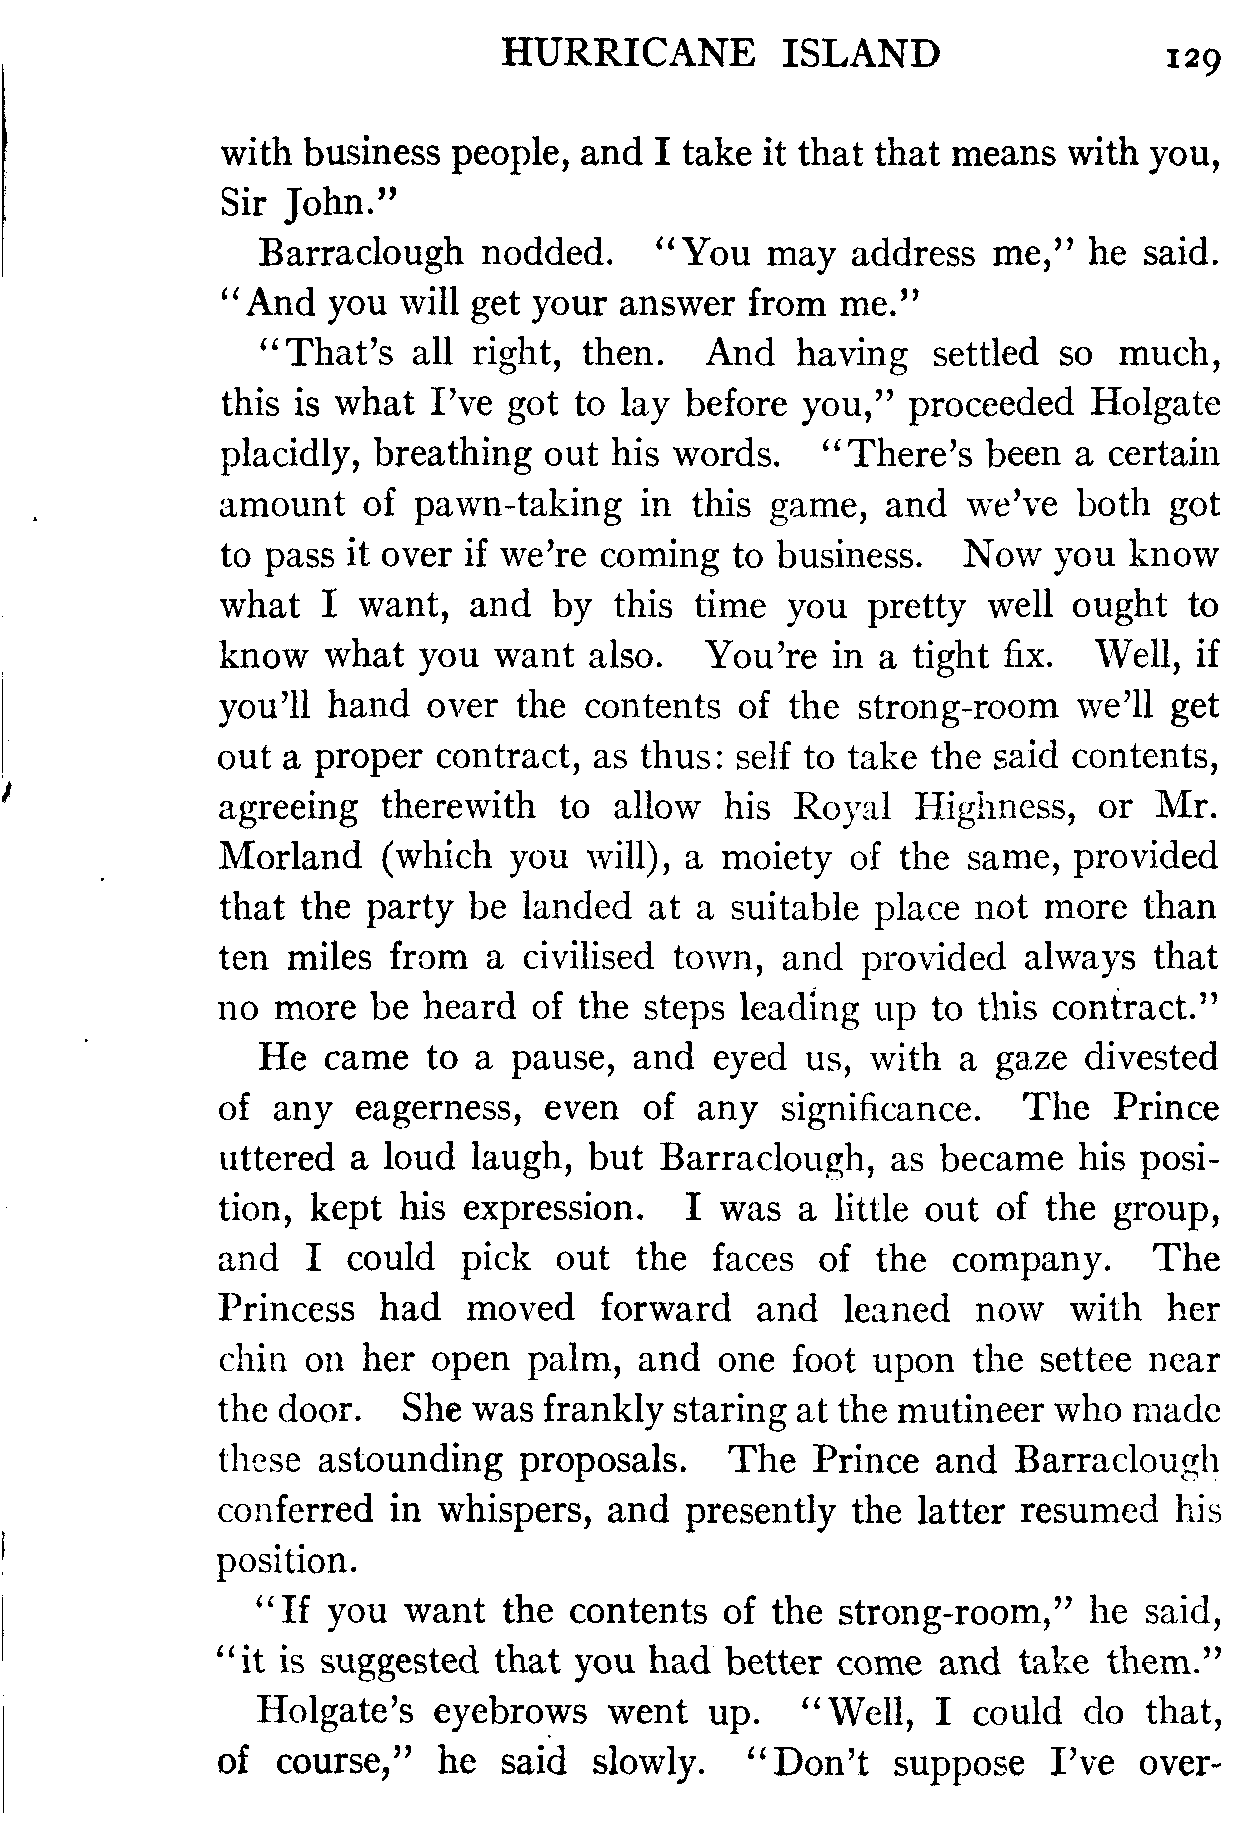 HURRICANE ISLAND 129
with business people, and I take it that that means with you,
Sir John."
Barraclough nodded. "You may address me," he said.
"And you will get your answer from me."
"That's all right, then. And having settled so much,
this is what I've got to lay before you," proceeded Holgate
placidly, breathing out his words. "There's been a certain
amount of pawn-taking in this game, and we've both got
to pass it over if we're coming to business. Now you know
what I want, and by this time you pretty well ought to
know what you want also. You're in a tight fix. Well, if
you'll hand over the contents of the strong-room we'll get
out a proper contract, as thus: self to take the said contents,
agreeing therewith to allow his Royal Highness, or Mr.
Morland (which you will), a moiety of the same, provided
that the party be landed at a suitable place not more than
ten miles from a civilised town, and provided always that
no more be heard of the steps leading up to this contract."
He came to a pause, and eyed us, with a gaze divested
of any eagerness, even of any significance. The Prince
uttered a loud laugh, but Barraclough, as became his posi-
tion, kept his expression. I was a little out of the group,
and I could pick out the faces of the company. The
Princess had moved forward and leaned now with her
chin on her open palm, and one foot upon the settee near
the door. She was frankly staring at the mutineer who made
these astounding proposals. The Prince and Barraclough
conferred in whispers, and presently the latter resumed his
position.
"If you want the contents of the strong-room," he said,
"it is suggested that you had better come and take them."
Holgate's eyebrows went up. "Well, I could do that,
of course," he said slowly. "Don't suppose I've over-